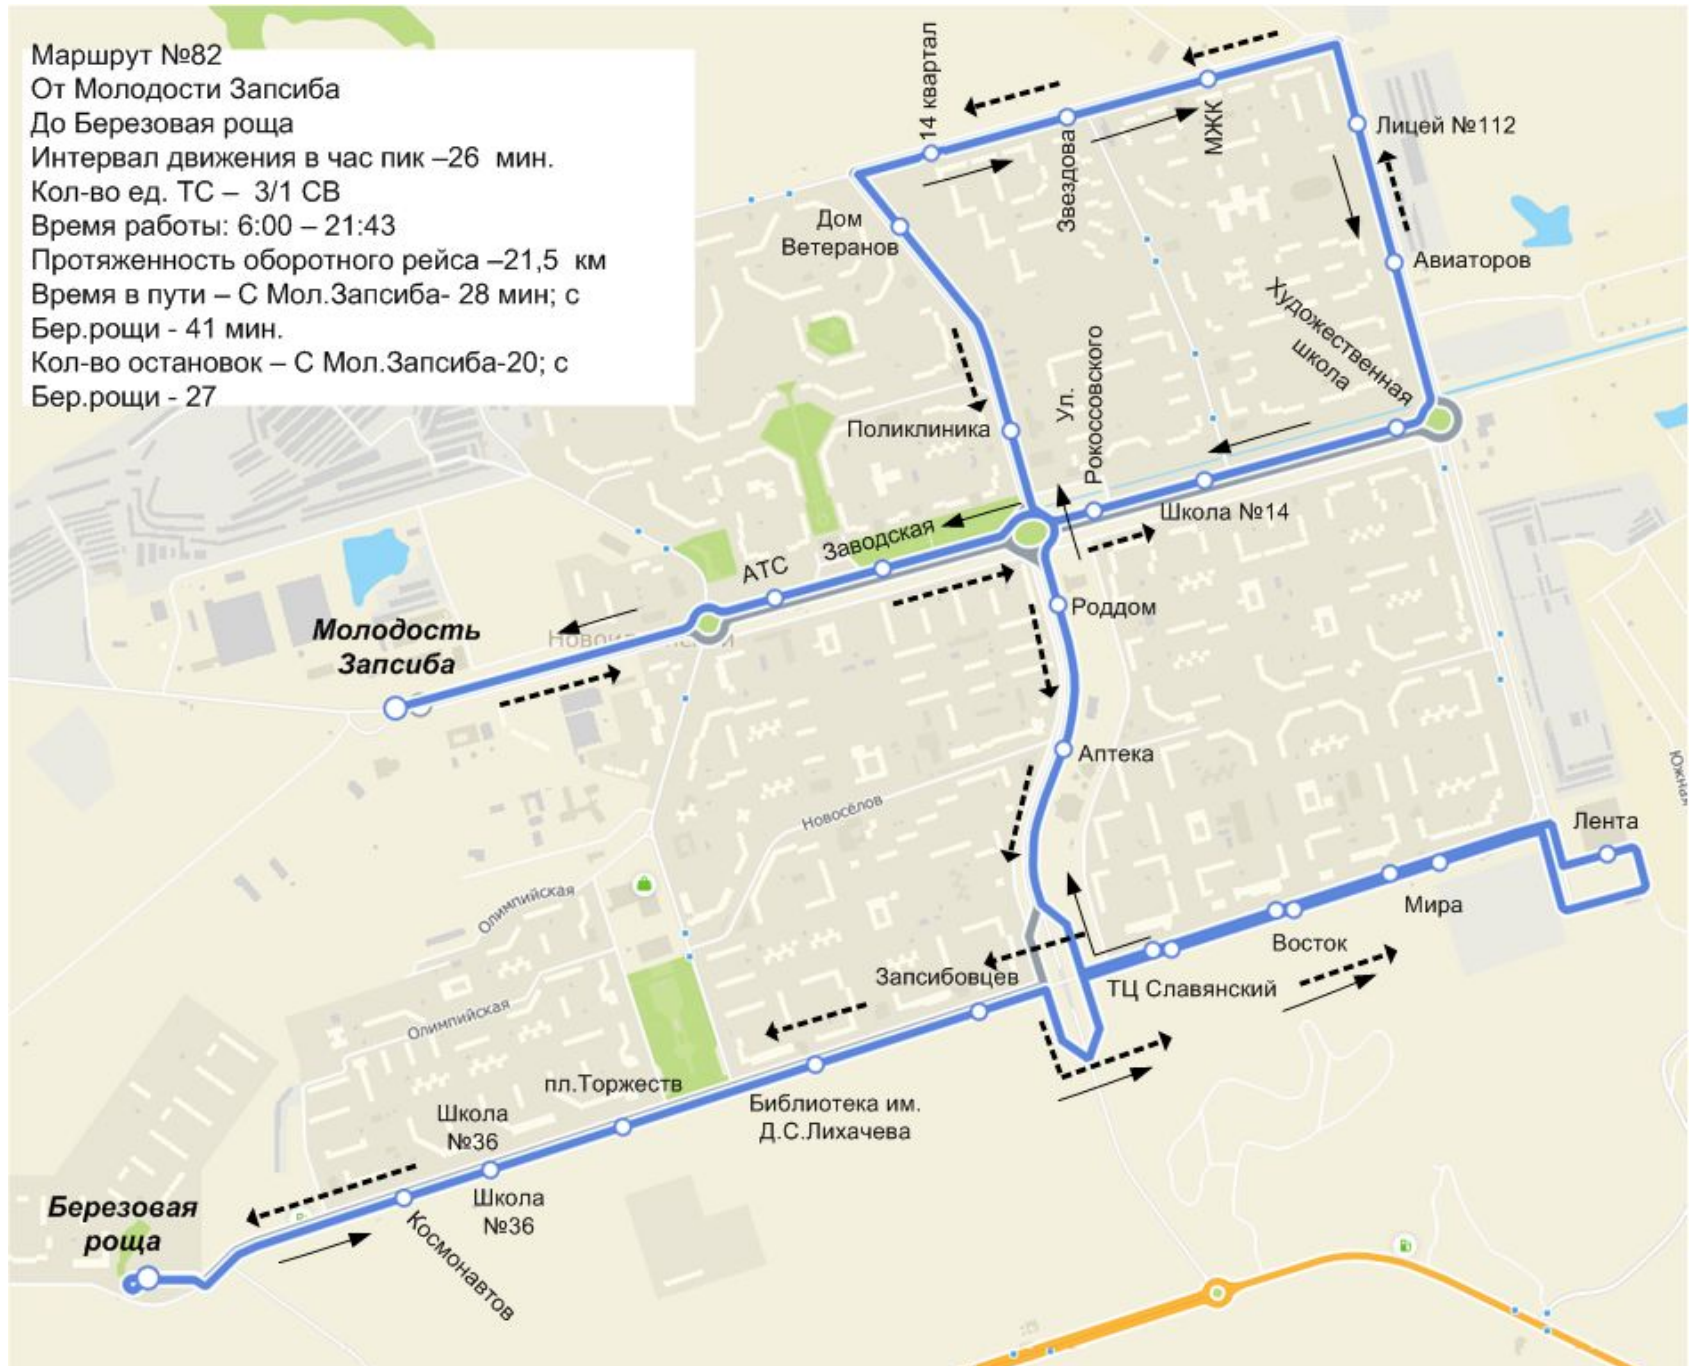 Маршрут №82
От Молодости Запсиба
До Березовая роща
Интервал движения в час пик –26 мин.
Кол-во ед. ТС – 3/1 СВ
Время работы: 6:00 – 21:43
Протяженность оборотного рейса –21,5 км
Время в пути – С Мол.Запсиба- 28 мин; с
Бер.рощи - 41 мин.
Кол-во остановок – С Мол.Запсиба-20; с
Бер.рощи - 27
14 квартал
Звездова
МЖК
Лицей №112
Дом
Ветеранов
Авиаторов
Художественная
школа
Ул.
Рокоссовского
Поликлиника
Школа №14
Заводская
АТС
Роддом
Молодость
Запсиба
Аптека
Южная
Новосёлов
Лента
Олимпийская
Мира
Восток
Запсибовцев
ТЦ Славянский
Олимпийская
пл.Торжеств
Библиотека им.
Д.С.Лихачева
Школа
№36
Школа
№36
Березовая
роща
Космонавтов